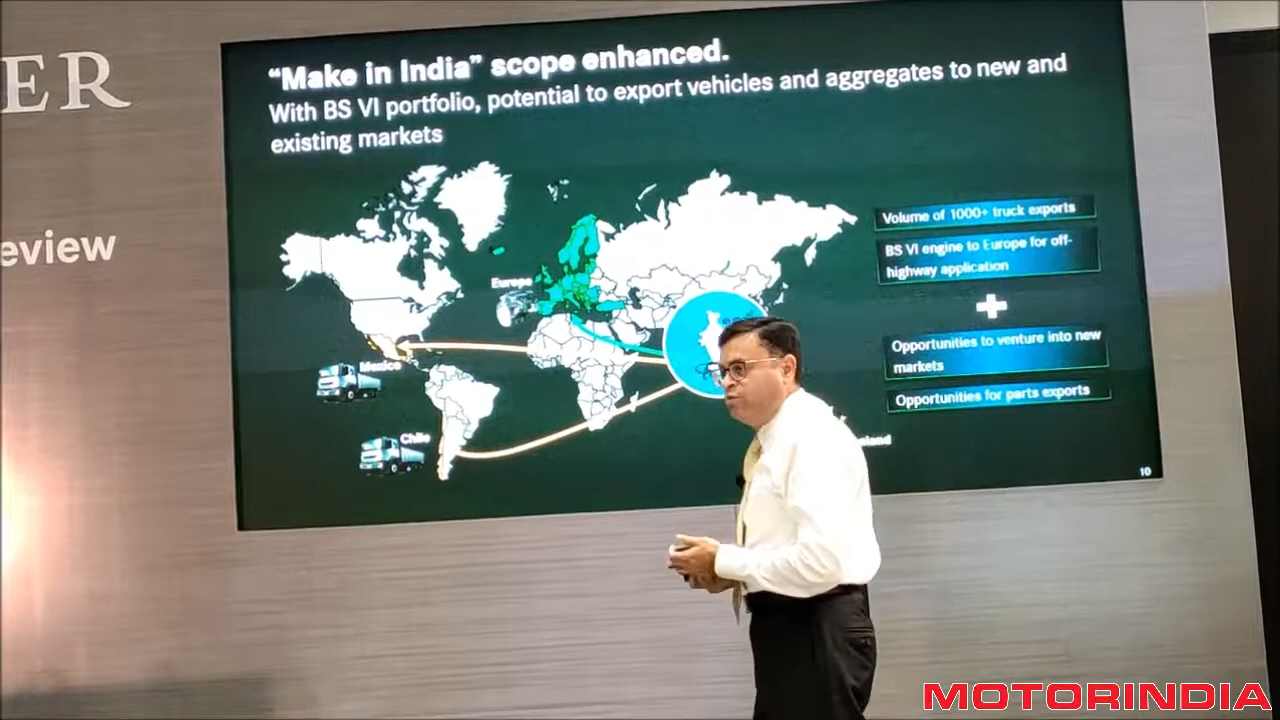 ER
eview
“Make in India” scope enhanced.
With BS VI portfolio, potential to export vehicles and aggregates to new and
existing markets
Europe
Mexico
Chile
Volume of 1000+ truck exports
BS VI engine to Europe for off-
highway application
+
Opportunities to venture into new
markets
Opportunities for parts exports
10
MOTORINDIA